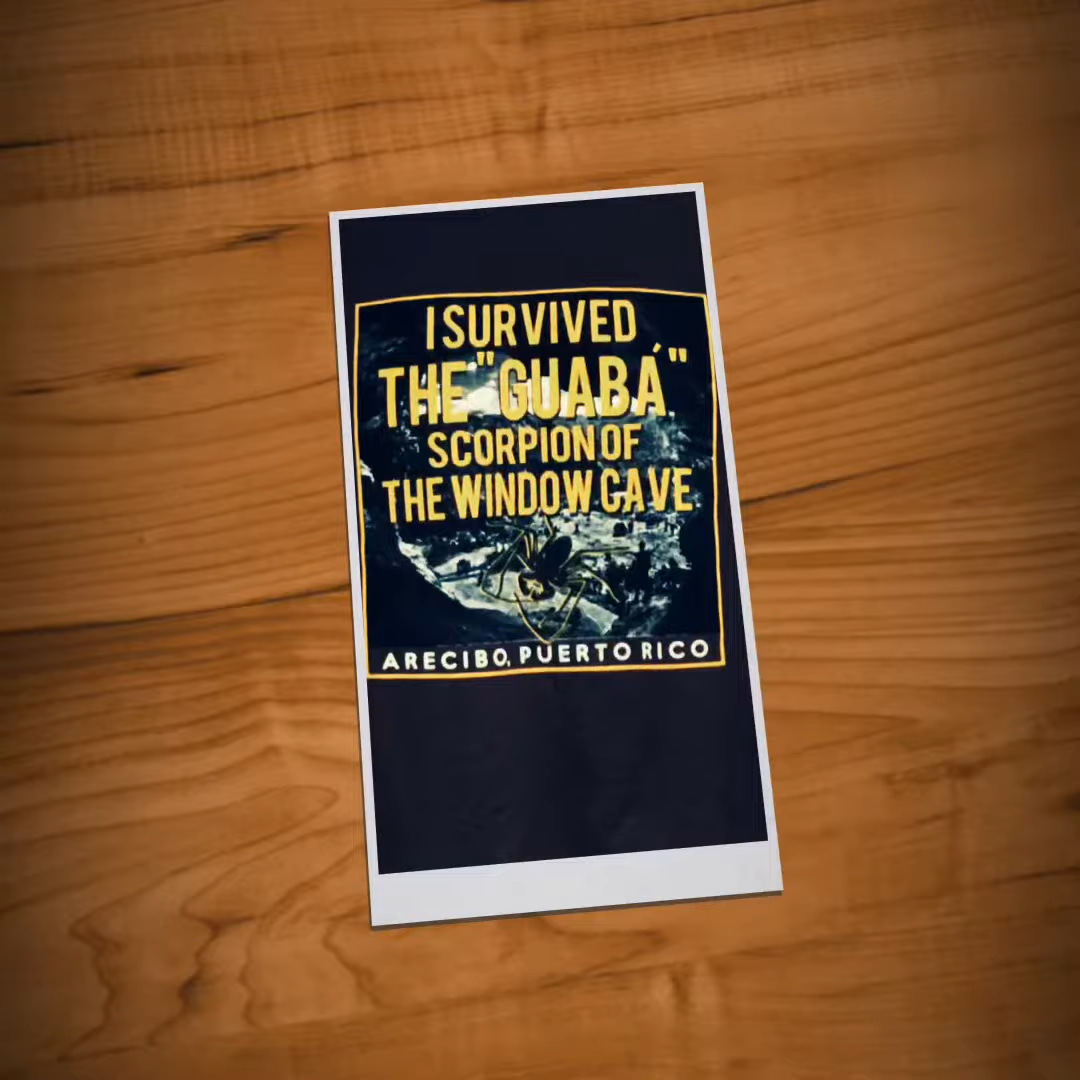 I SURVIVED
THE "GUABÁ"
SCORPION OF
THE WINDOW CAVE
ARECIBO, PUERTO RICO